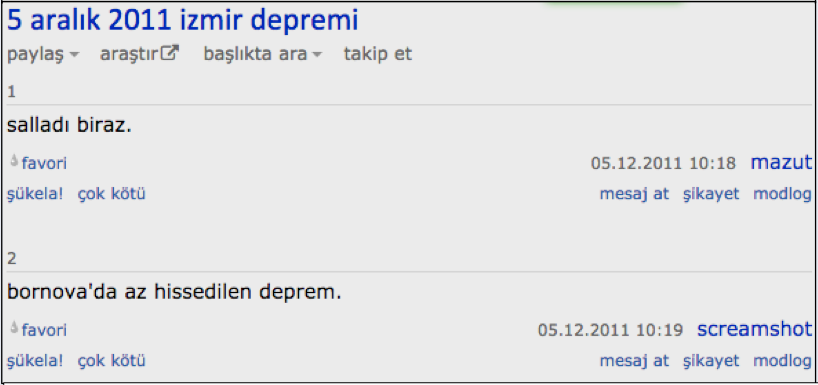 5 aralık 2011 izmir depremi
paylaş araştır başlıkta ara takip et
1
salladı biraz.
favori 05.12.2011 10:18 mazut
şükela! çok kötü mesaj at şikayet modlog
2
bornova'da az hissedilen deprem.
favori 05.12.2011 10:19 screamshot
şükela! çok kötü mesaj at şikayet modlog